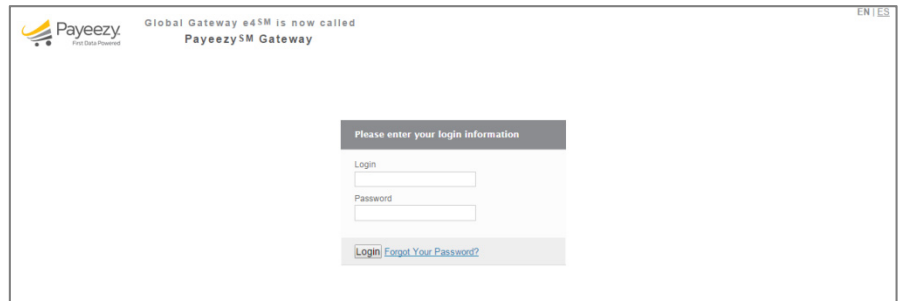 EN | ES
Payeezy.
First Data Powered
Global Gateway e4SM is now called
PayeezySM Gateway
Please enter your login information
Login
Password
Login Forgot Your Password?